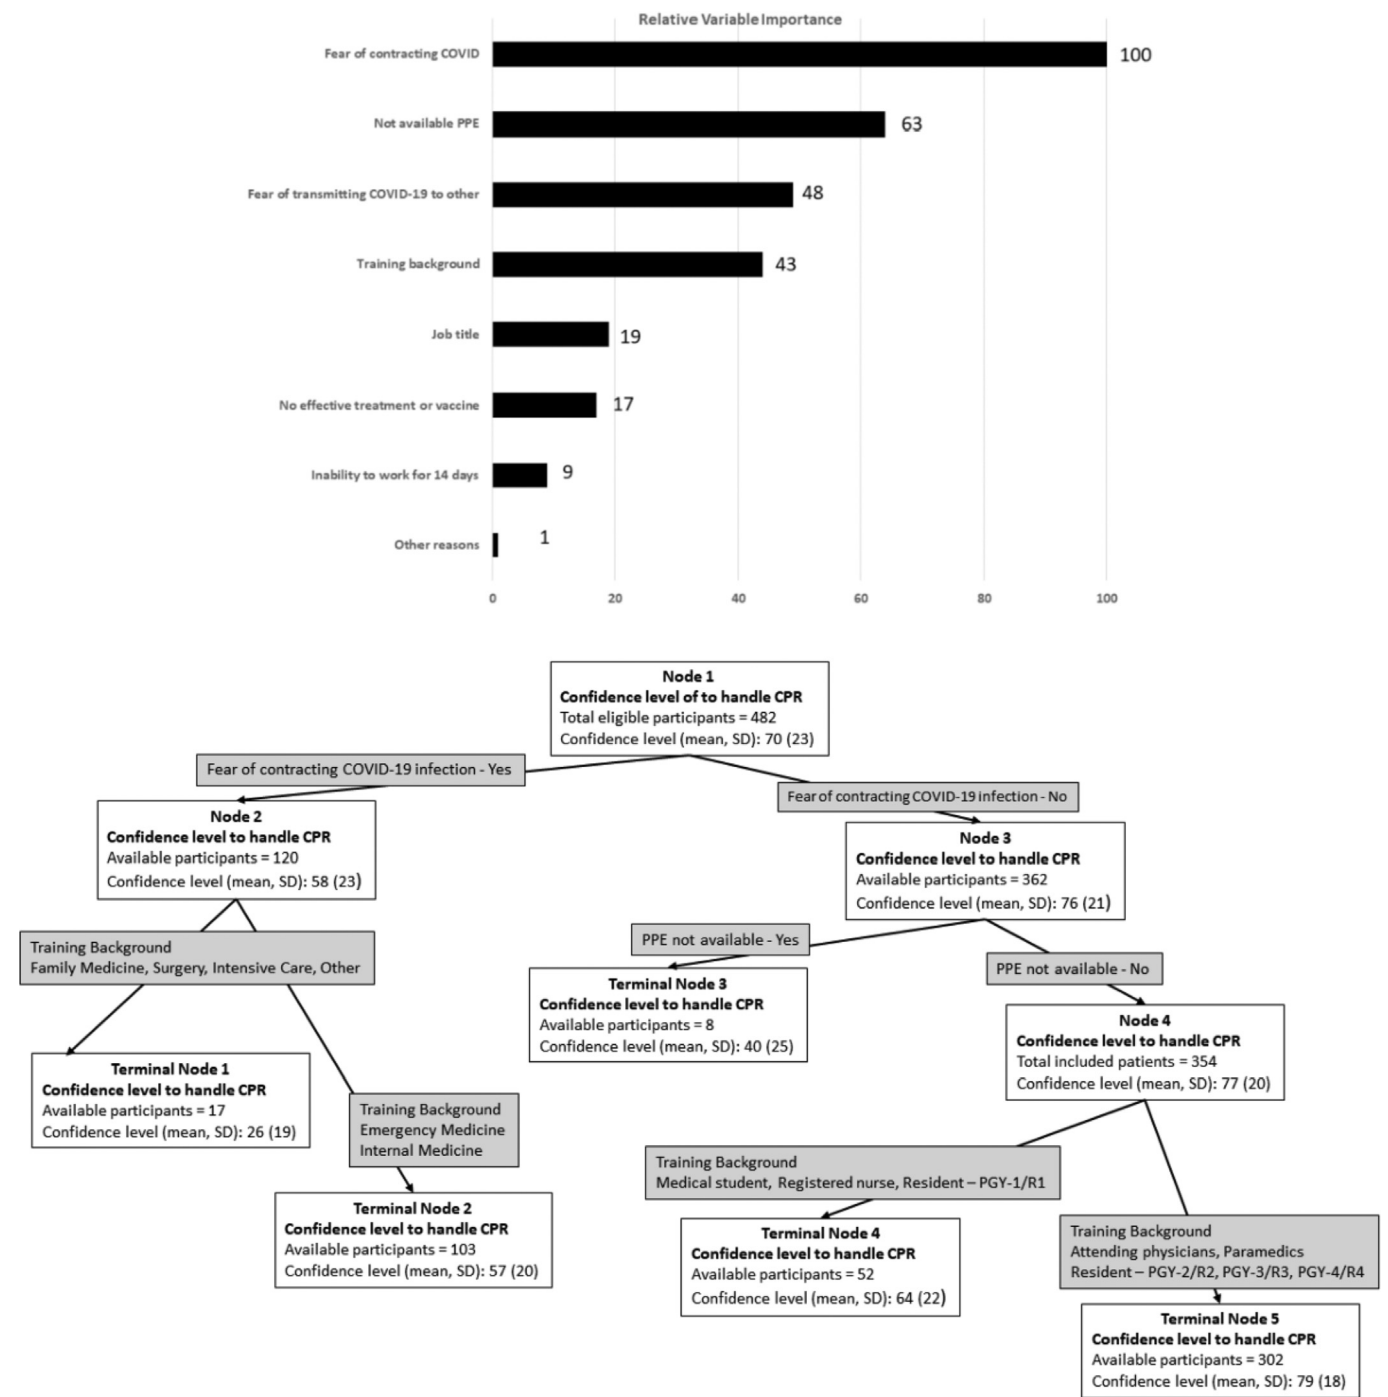 Relative Variable Importance
Fear of contracting COVID
100
Not available PPE
63
Fear of transmitting COVID-19 to other
48
Training background
43
Job title
19
No effective treatment or vaccine
17
Inability to work for 14 days
9
Other reasons
1
0 20 40 60 80 100
Node 1
Confidence level of to handle CPR
Total eligible participants = 482
Confidence level (mean, SD): 70 (23)
Fear of contracting COVID-19 infection - Yes
Fear of contracting COVID-19 infection - No
Node 2
Confidence level to handle CPR
Available participants = 120
Confidence level (mean, SD): 58 (23)
Node 3
Confidence level to handle CPR
Available participants = 362
Confidence level (mean, SD): 76 (21)
Training Background
Family Medicine, Surgery, Intensive Care, Other
PPE not available - Yes
PPE not available - No
Terminal Node 3
Confidence level to handle CPR
Available participants = 8
Confidence level (mean, SD): 40 (25)
Node 4
Confidence level to handle CPR
Total included patients = 354
Confidence level (mean, SD): 77 (20)
Terminal Node 1
Confidence level to handle CPR
Available participants = 17
Confidence level (mean, SD): 26 (19)
Training Background
Emergency Medicine
Internal Medicine
Training Background
Medical student, Registered nurse, Resident – PGY-1/R1
Terminal Node 2
Confidence level to handle CPR
Available participants = 103
Confidence level (mean, SD): 57 (20)
Terminal Node 4
Confidence level to handle CPR
Available participants = 52
Confidence level (mean, SD): 64 (22)
Training Background
Attending physicians, Paramedics
Resident – PGY-2/R2, PGY-3/R3, PGY-4/R4
Terminal Node 5
Confidence level to handle CPR
Available participants = 302
Confidence level (mean, SD): 79 (18)